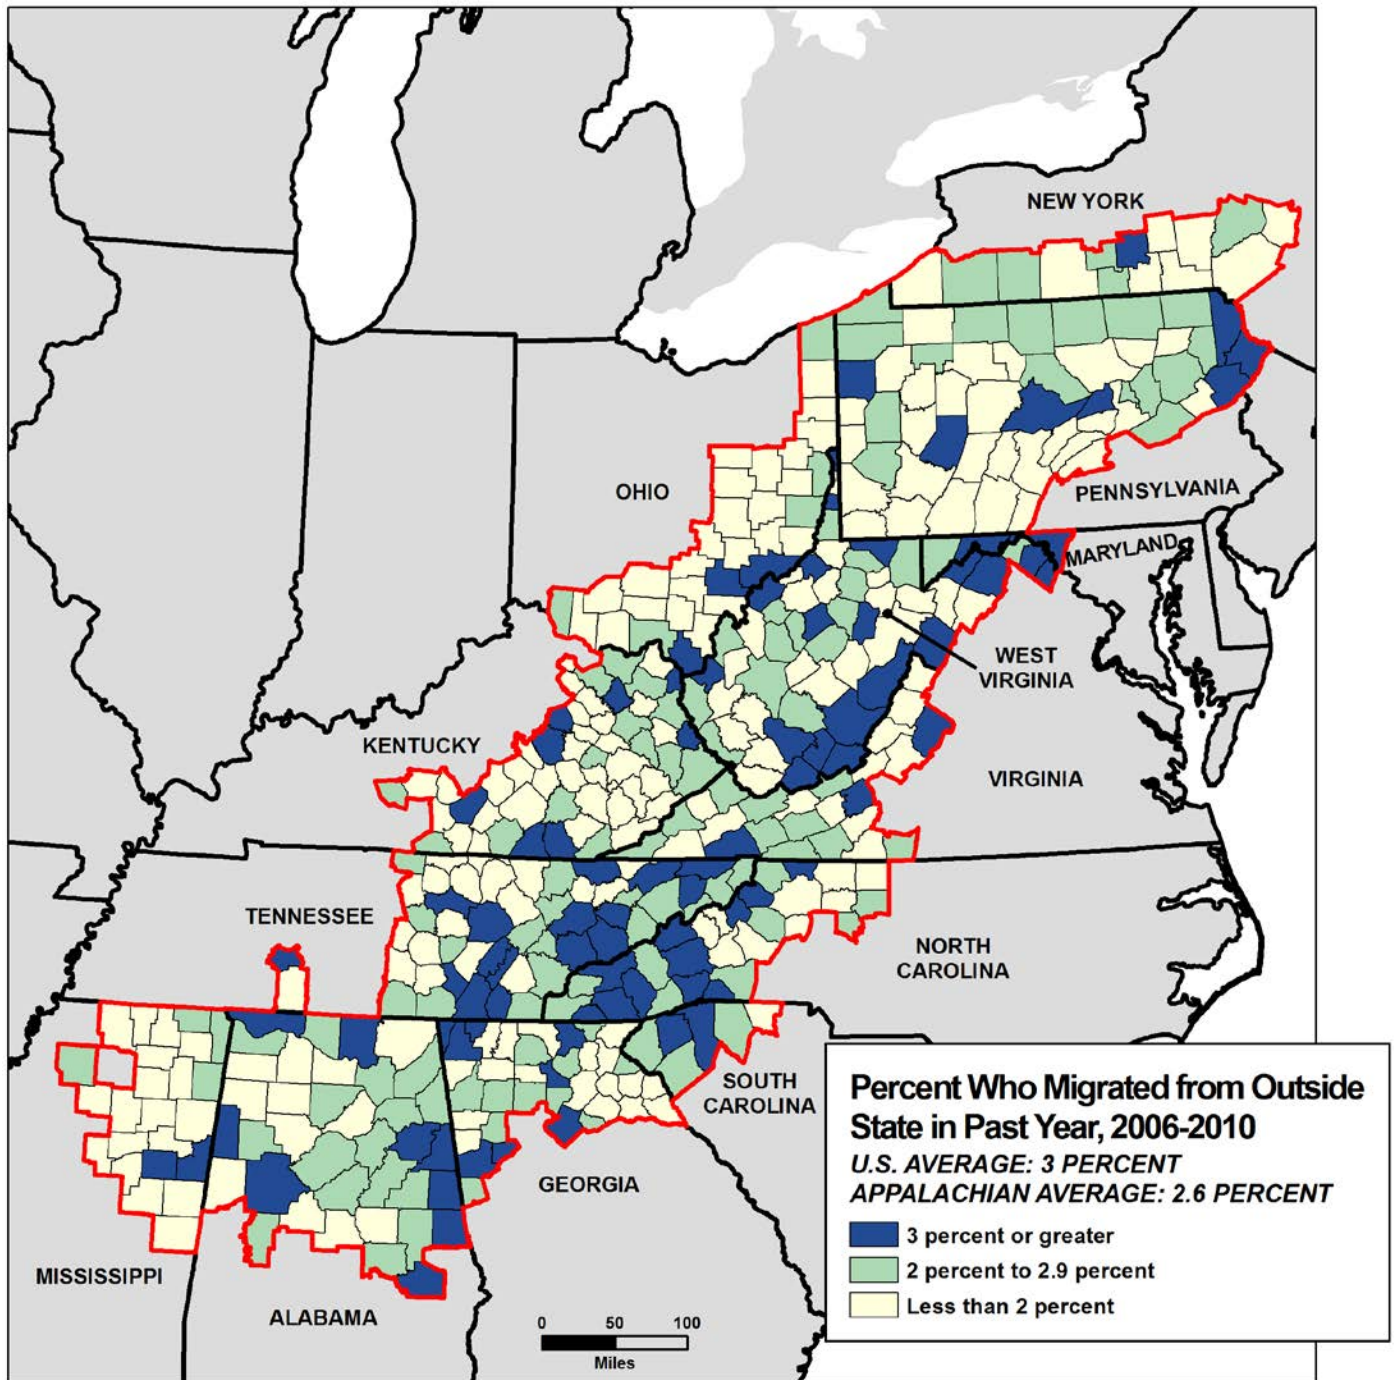 NEW YORK
OHIO
PENNSYLVANIA
MARYLAND
WEST
VIRGINIA
KENTUCKY
VIRGINIA
TENNESSEE
NORTH
CAROLINA
SOUTH
CAROLINA
GEORGIA
MISSISSIPPI
ALABAMA
0 50 100
Miles
Percent Who Migrated from Outside
State in Past Year, 2006-2010
U.S. AVERAGE: 3 PERCENT
APPALACHIAN AVERAGE: 2.6 PERCENT
3 percent or greater
2 percent to 2.9 percent
Less than 2 percent